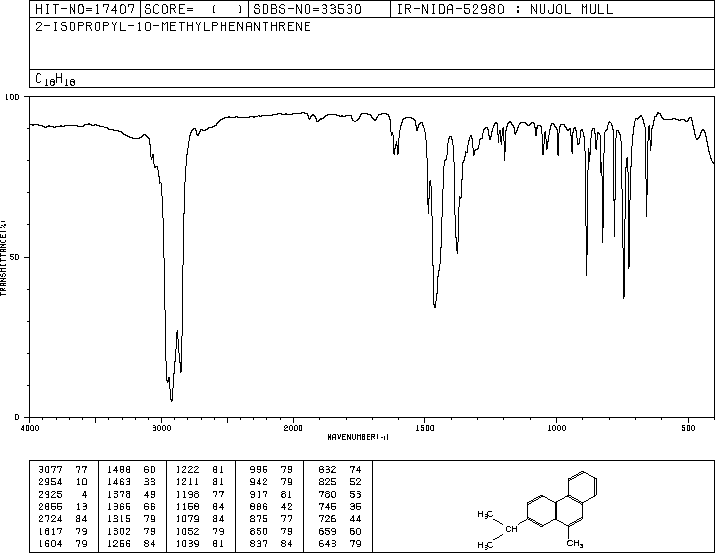 HIT-NO=17407 SCORE= ( ) SDBS-NO=33530 IR-NIDA-52980 : NUJOL MULL
2-ISOPROPYL-10-METHYLPHENANTHRENE
C18H18
100
50
0
TRANSMITTANCE(%)
4000 3000 2000 1500 1000 500
WAVENUMBER(-1)
3077 77 1488 60 1222 81 996 79 832 74
2954 10 1463 33 1211 81 942 79 825 52
2925 4 1378 49 1198 77 917 81 780 53
2866 13 1366 66 1158 84 886 42 746 35
2724 84 1315 79 1079 84 875 77 726 44
1617 79 1302 79 1052 79 850 79 659 60
1604 79 1256 84 1039 81 837 84 643 79
H3C
CH
H3C
CH3